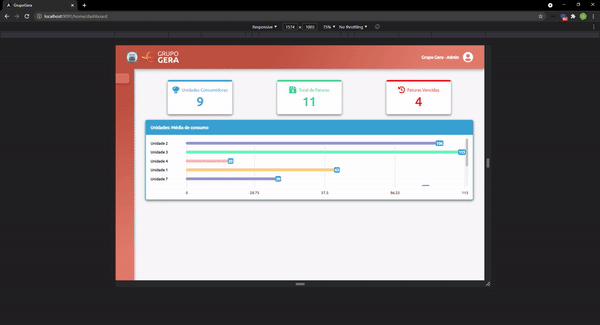 GrupoGera
localhost:8091/home/dashboard
Responsive 1574 × 1003 75% No throttling
GRUPO
GERA
Grupo Gera - Admin
Unidades Consumidoras
9
Total de Faturas
11
Faturas Vencidas
4
Unidades: Média de consumo
Unidade 2
Unidade 3
Unidade 4
Unidade 1
Unidade 7
0 28.75 57.5 86.25 115